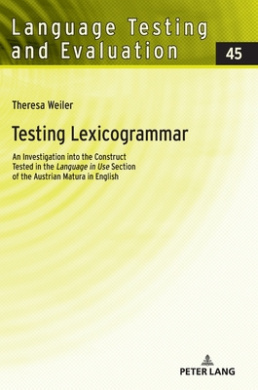 Language Testing
and Evaluation
45
Theresa Weiler
Testing Lexicogrammar
An Investigation into the Construct
Tested in the Language in Use Section
of the Austrian Matura in English
PETER LANG